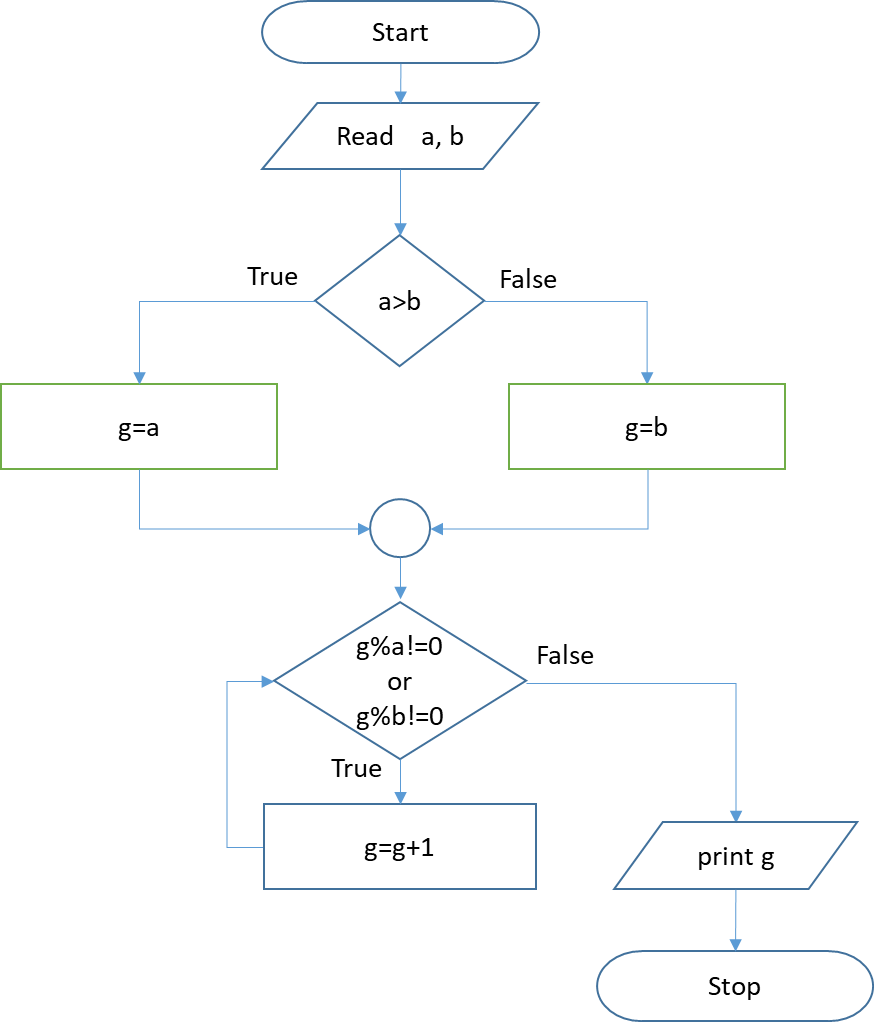 Start
Read a, b
True
False
a>b
g=a
g=b
g%a!=0
or
g%b!=0
False
True
g=g+1
print g
Stop